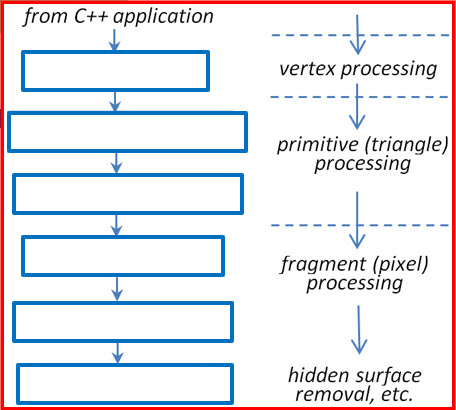 from C++ application
vertex processing
primitive (triangle)
processing
fragment (pixel)
processing
hidden surface
removal, etc.